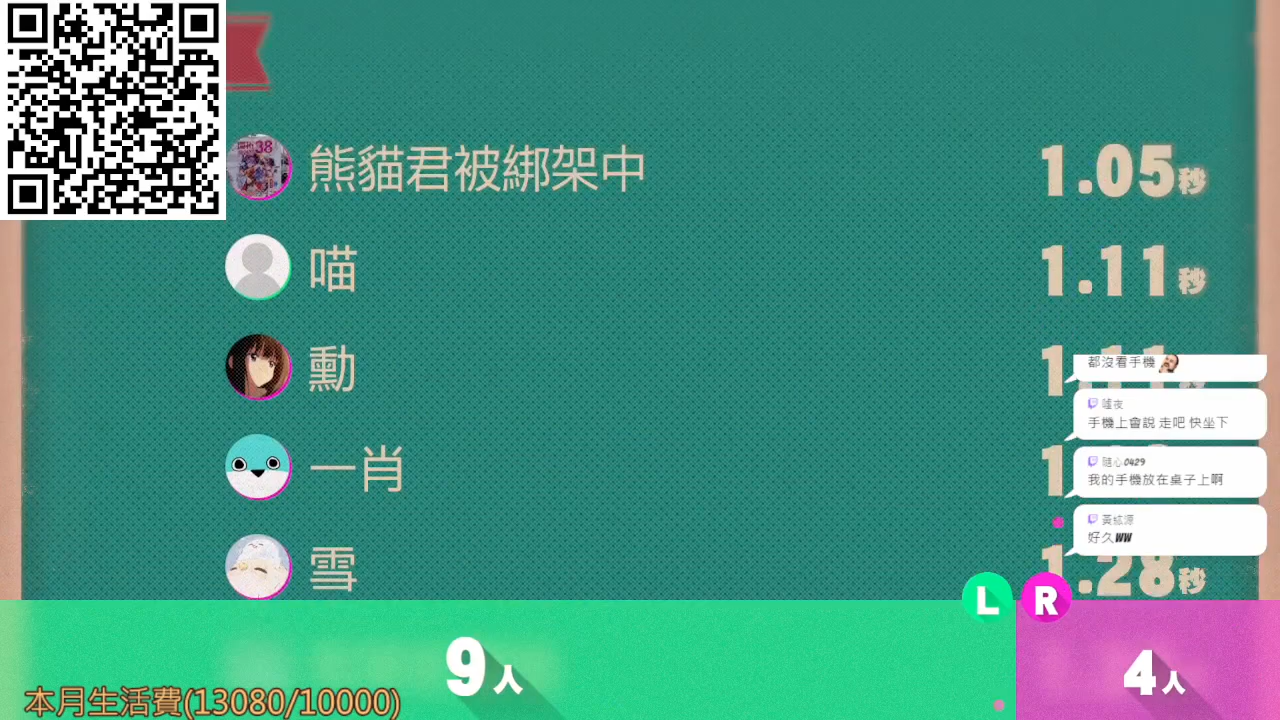 熊貓君被綁架中
1.05秒
喵
1.11秒
勳
都沒看手機
嘊夜
手機上會說 走吧 快坐下
一肖
隨心0429
我的手機放在桌子上啊
好久WW
雪
1.28秒
L
R
9人
4人
本月生活費(13080/10000)